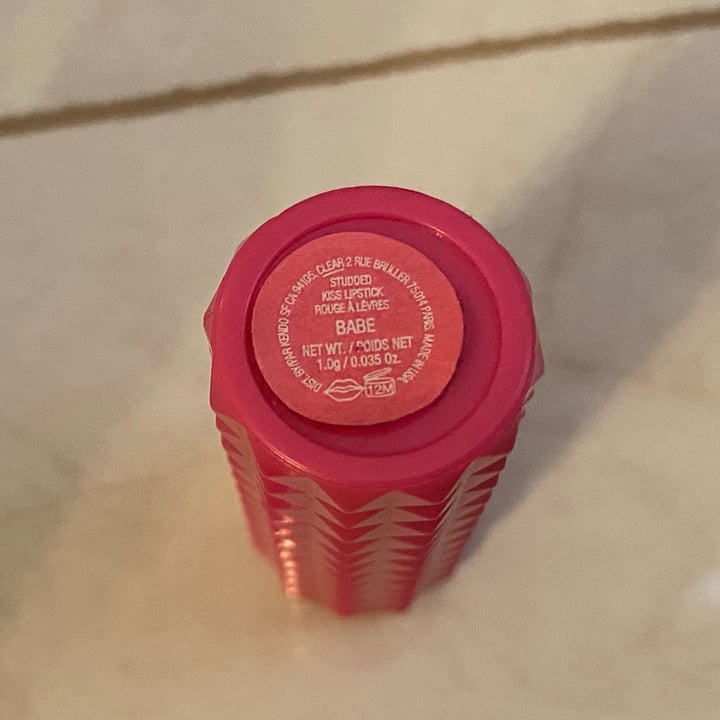 DIST. BY/PAR KENDO SF CA 94105, CLEAR 2 RUE BRULLER 75014 PARIS. MADE IN USA.
STUDDED
KISS LIPSTICK
ROUGE À LÈVRES
BABE
NET WT. / POIDS NET
1.0g / 0.035 Oz.
12M